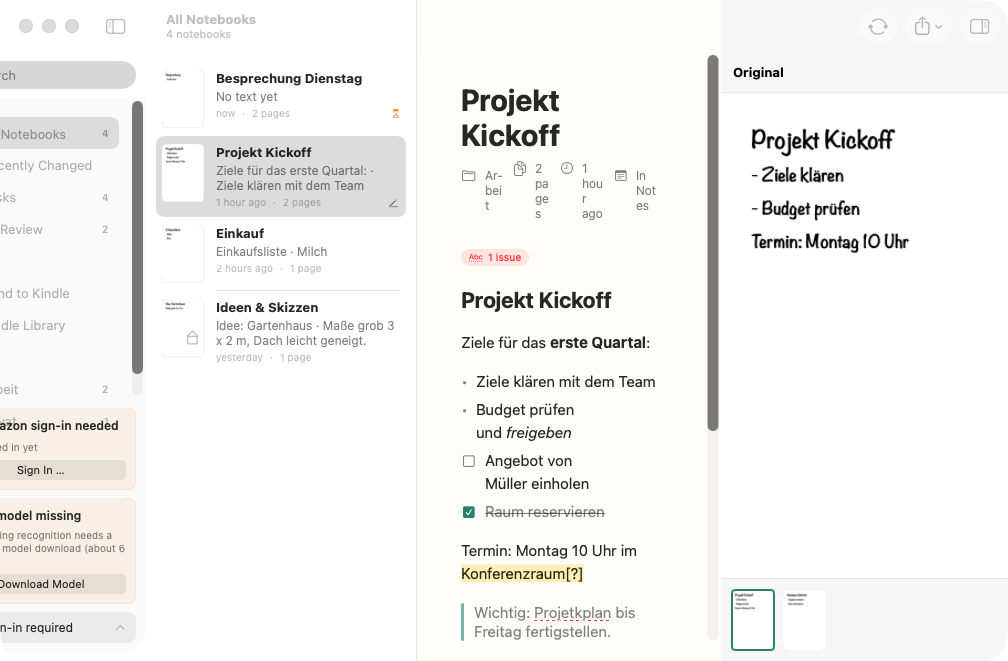 All Notebooks
4 notebooks
Notebooks 4
cently Changed
sks 4
Review 2
nd to Kindle
dle Library
beit 2
azon sign-in needed
ed in yet
Sign In ...
model missing
ing recognition needs a
model download (about 6
Download Model
n-in required
Besprechung Dienstag
No text yet
now · 2 pages
Projekt Kickoff
Ziele für das erste Quartal: ·
Ziele klären mit dem Team
1 hour ago · 2 pages
Einkauf
Einkaufsliste · Milch
2 hours ago · 1 page
Ideen & Skizzen
Idee: Gartenhaus · Maße grob 3
x 2 m, Dach leicht geneigt.
yesterday · 1 page
Projekt
Kickoff
Ar-
bei
t
2
pa
ge
s
1
hou
r
ago
In
Not
es
Abc 1 issue
Projekt Kickoff
Ziele für das erste Quartal:
• Ziele klären mit dem Team
• Budget prüfen
und freigeben
Angebot von
Müller einholen
Raum reservieren
Termin: Montag 10 Uhr im
Konferenzraum[?]
Wichtig: Projetkplan bis
Freitag fertigstellen.
Original
Projekt Kickoff
- Ziele klären
- Budget prüfen
Termin: Montag 10 Uhr